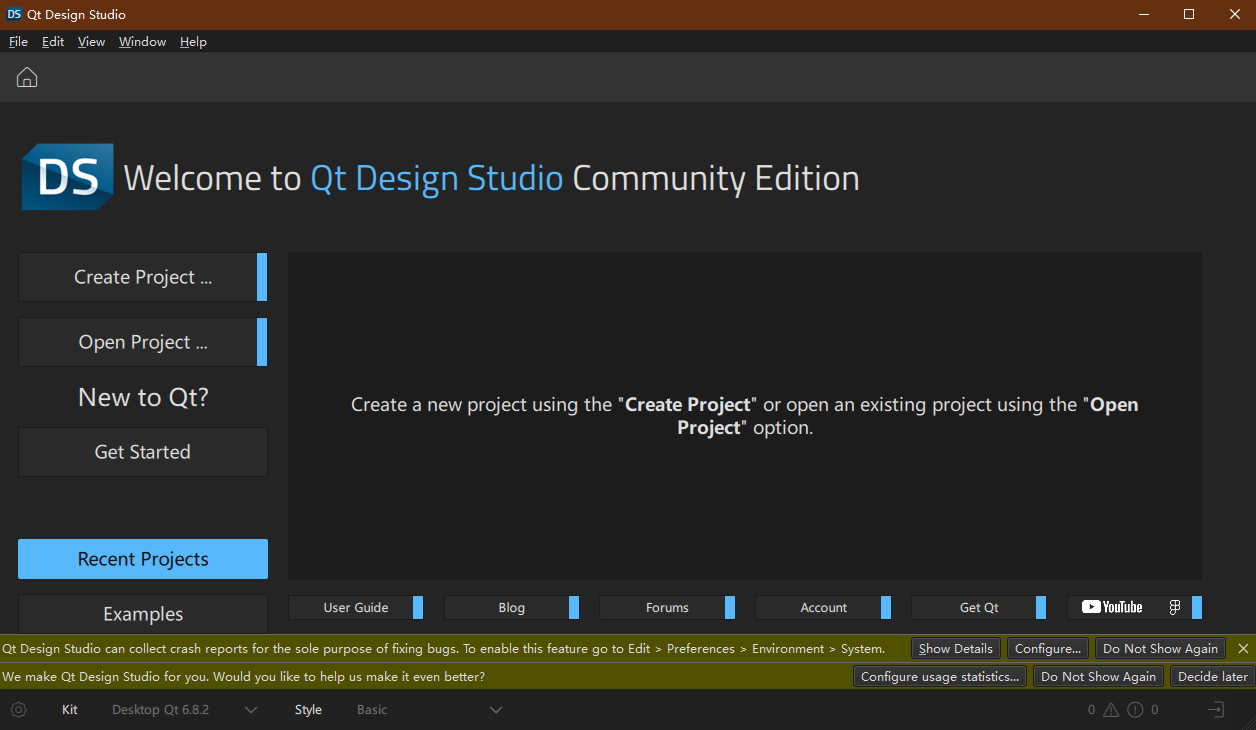 DS Qt Design Studio
File Edit View Window Help
DS Welcome to Qt Design Studio Community Edition
Create Project ...
Open Project ...
New to Qt?
Get Started
Create a new project using the "Create Project" or open an existing project using the "Open
Project" option.
Recent Projects
Examples
User Guide Blog Forums Account Get Qt YouTube
Qt Design Studio can collect crash reports for the sole purpose of fixing bugs. To enable this feature go to Edit > Preferences > Environment > System. Show Details Configure... Do Not Show Again
We make Qt Design Studio for you. Would you like to help us make it even better? Configure usage statistics... Do Not Show Again Decide later
Kit Desktop Qt 6.8.2 Style Basic 0 0